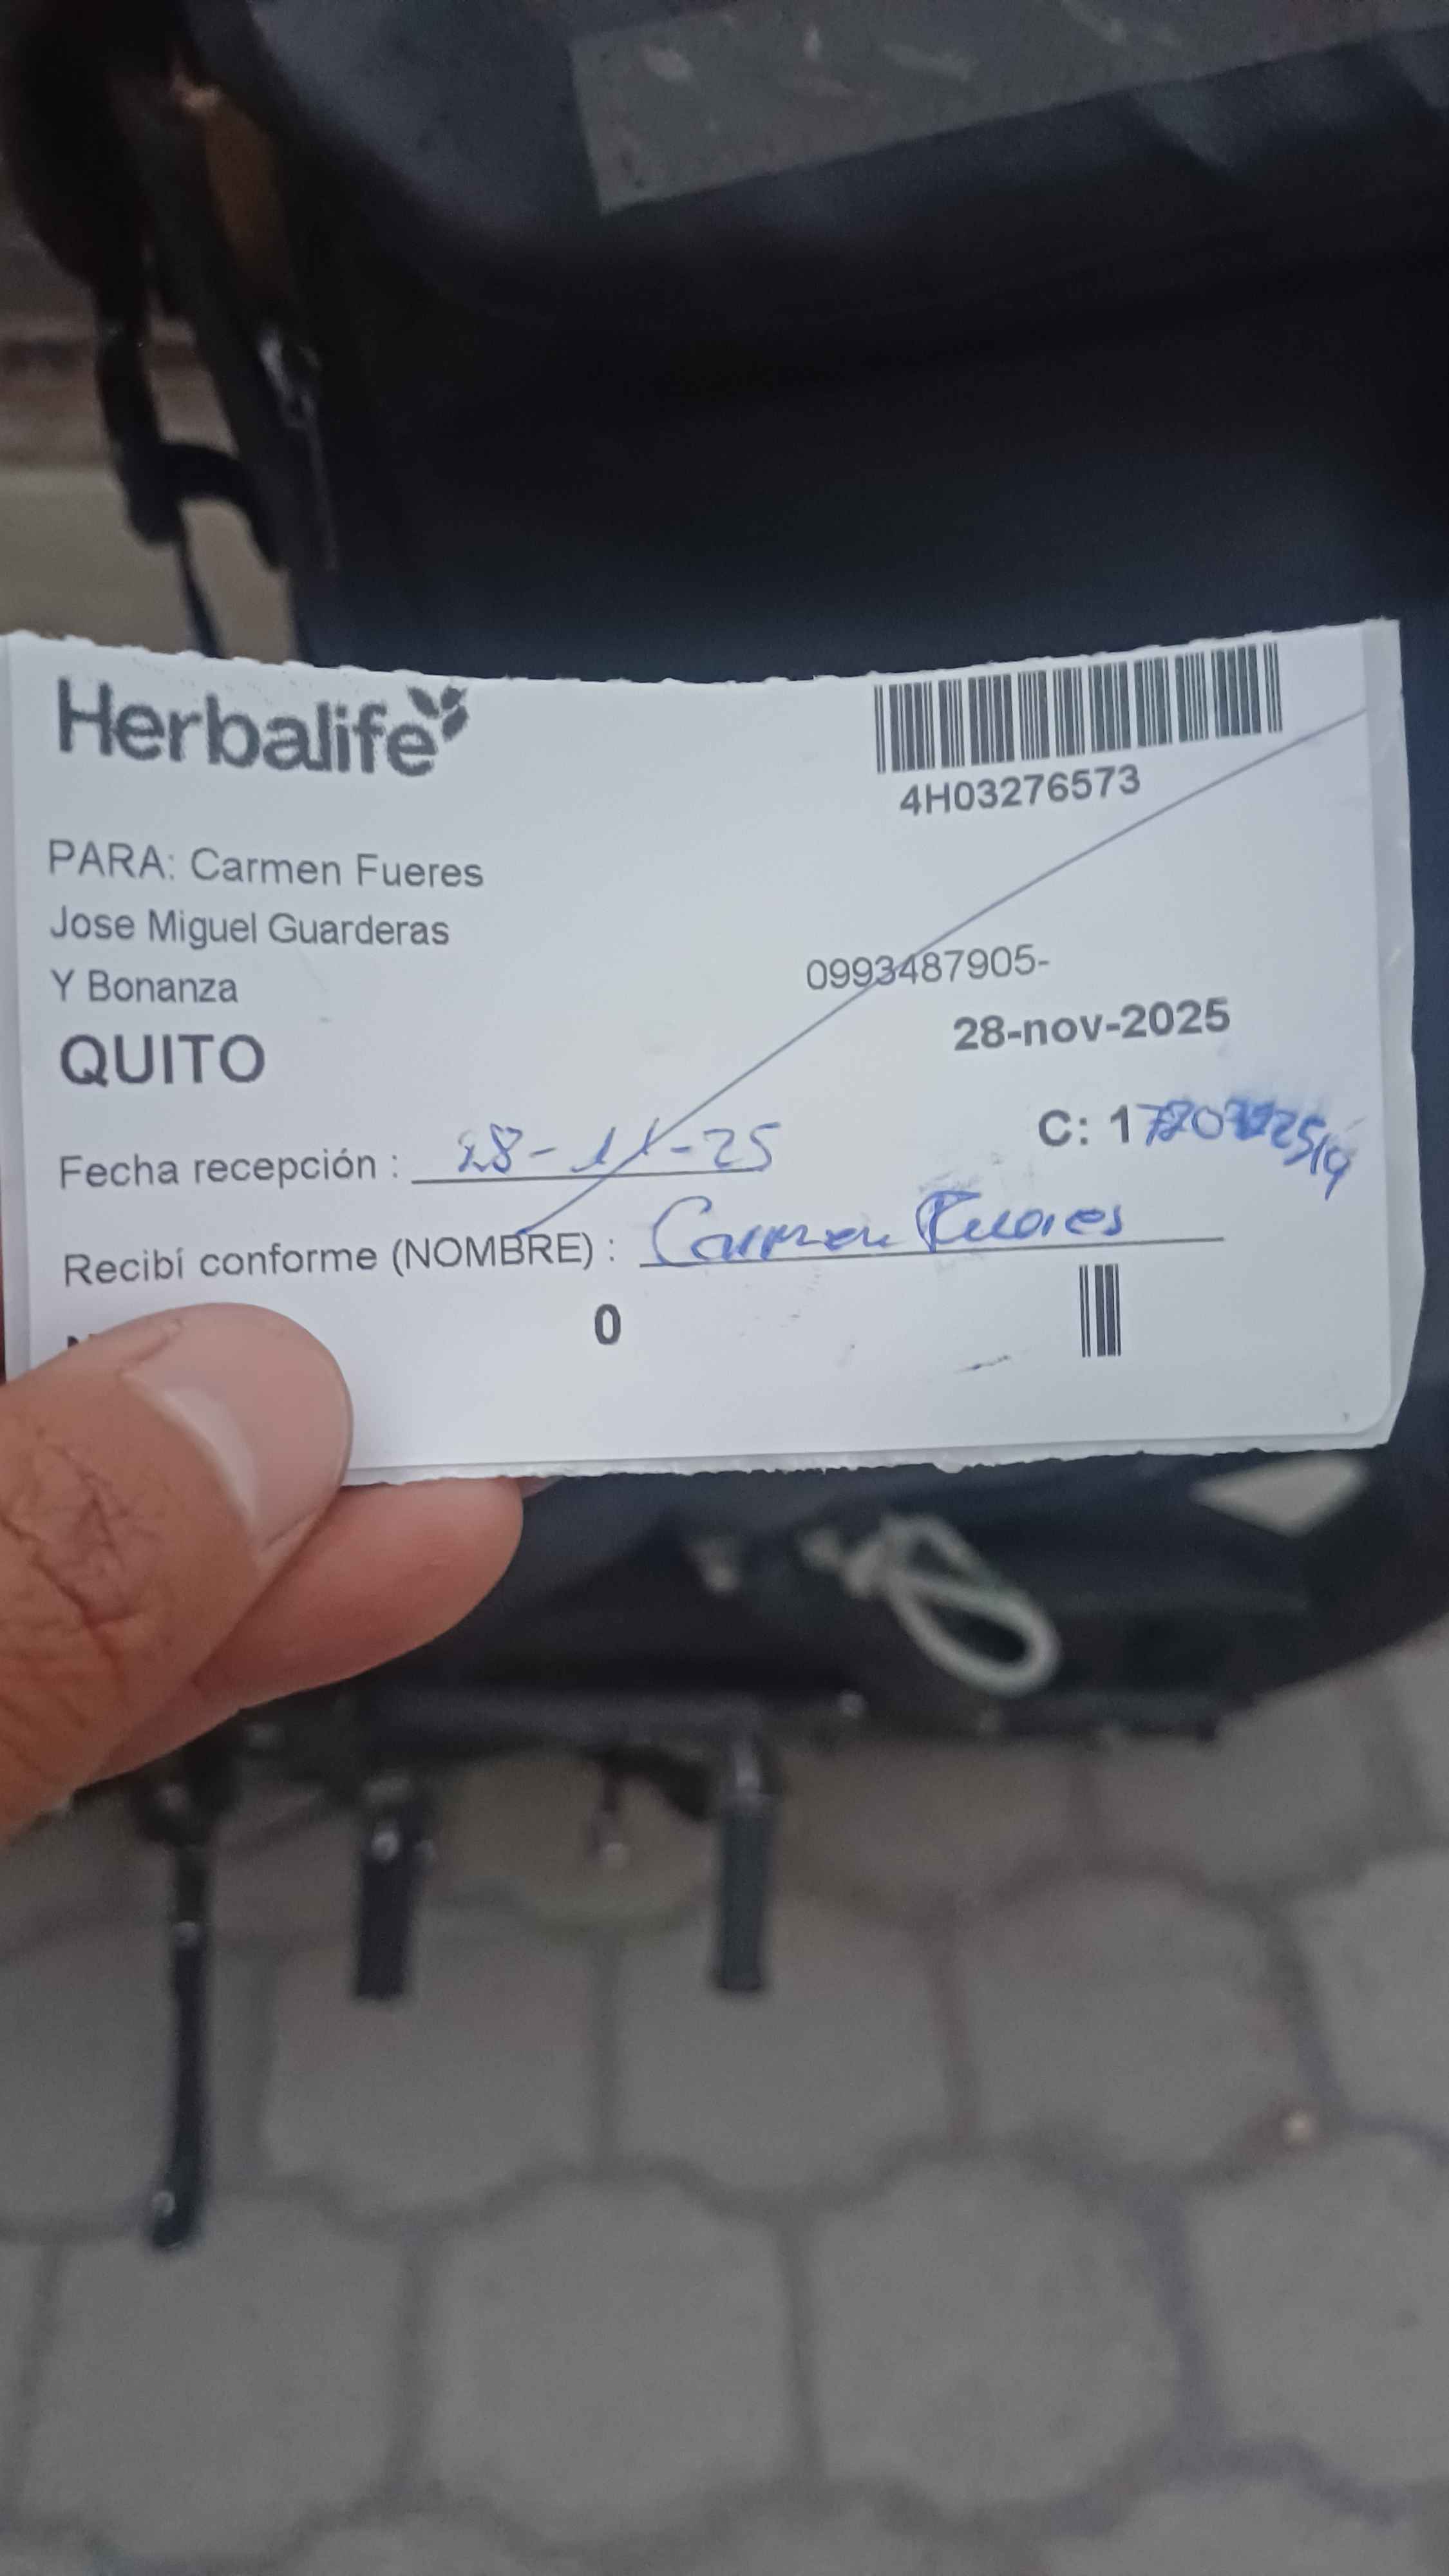 Herbalife
4H03276573
PARA: Carmen Fueres
Jose Miguel Guarderas
Y Bonanza
0993487905-
QUITO
28-nov-2025
Fecha recepción : 28-11-25
C: 1
Recibí conforme (NOMBRE) : Carmen Fueres
0